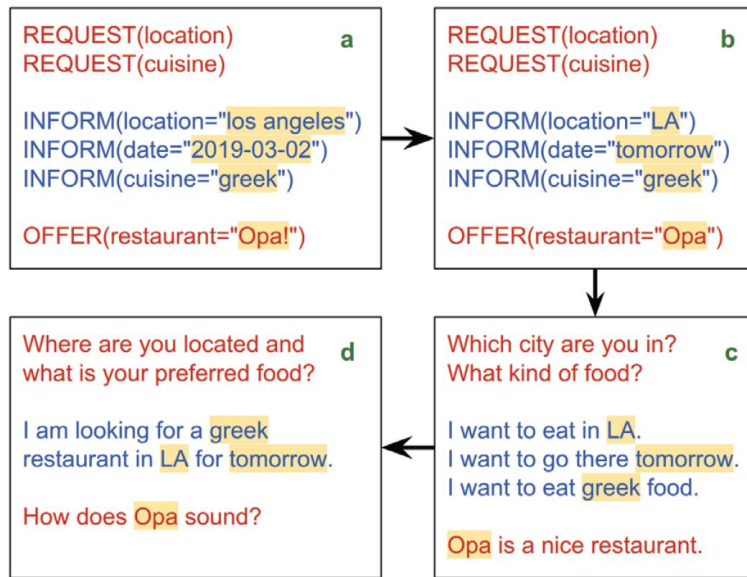 a
REQUEST(location)
REQUEST(cuisine)
INFORM(location="los angeles")
INFORM(date="2019-03-02")
INFORM(cuisine="greek")
OFFER(restaurant="Opa!")
b
REQUEST(location)
REQUEST(cuisine)
INFORM(location="LA")
INFORM(date="tomorrow")
INFORM(cuisine="greek")
OFFER(restaurant="Opa")
c
Which city are you in?
What kind of food?
I want to eat in LA.
I want to go there tomorrow.
I want to eat greek food.
Opa is a nice restaurant.
d
Where are you located and
what is your preferred food?
I am looking for a greek
restaurant in LA for tomorrow.
How does Opa sound?